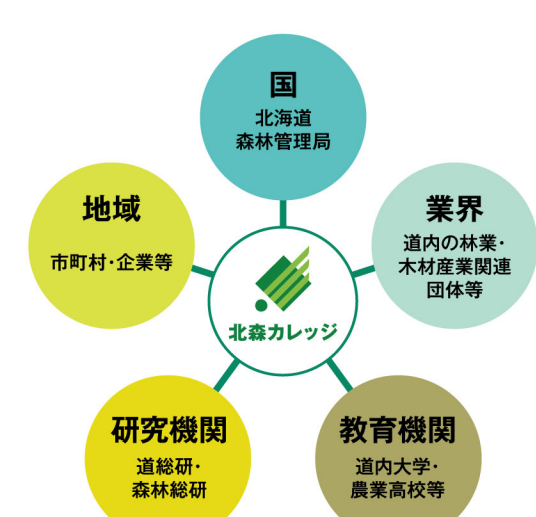 国
北海道
森林管理局
地域
市町村・企業等
業界
道内の林業・
木材産業関連
団体等
北森カレッジ
研究機関
道総研・
森林総研
教育機関
道内大学・
農業高校等